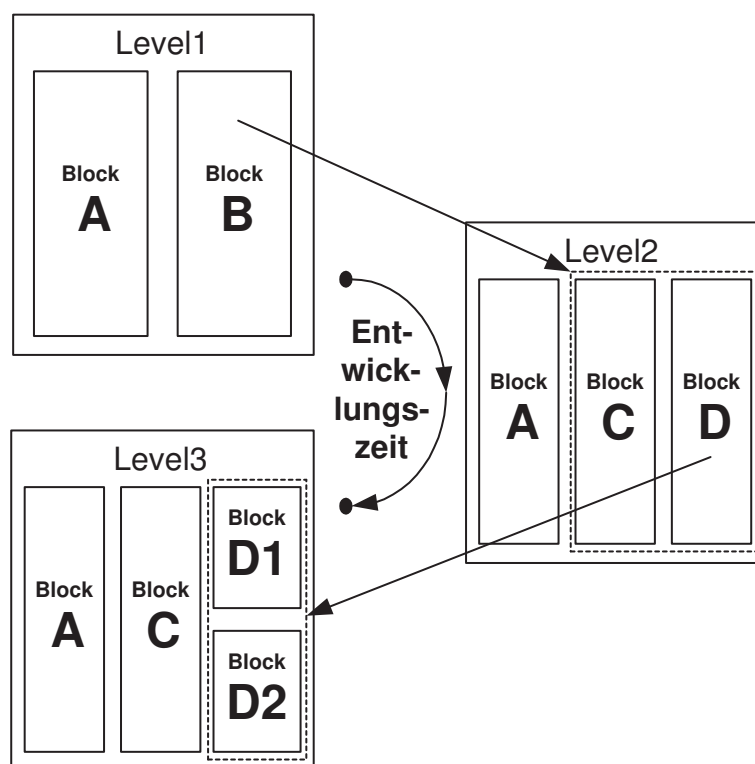 Level1
Block
A
Block
B
Level2
Block
A
Block
C
Block
D
Ent-
wick-
lungs-
zeit
Level3
Block
A
Block
C
Block
D1
Block
D2